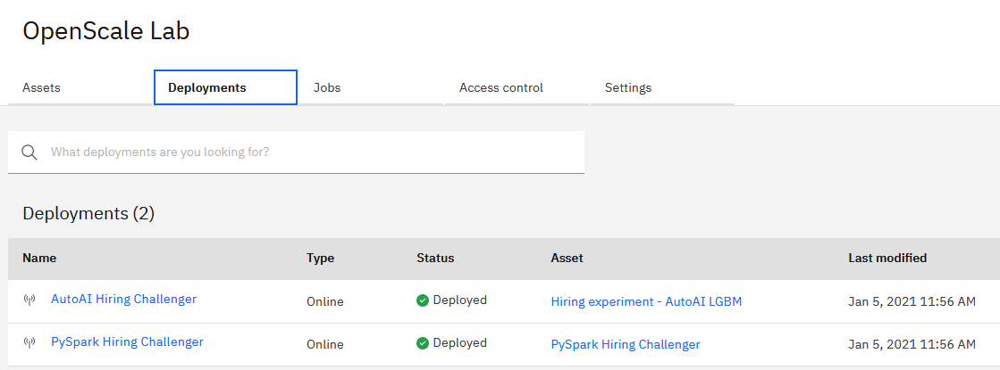 OpenScale Lab
Assets Deployments Jobs Access control Settings
What deployments are you looking for?
Deployments (2)
Name Type Status Asset Last modified
AutoAI Hiring Challenger Online Deployed Hiring experiment - AutoAI LGBM Jan 5, 2021 11:56 AM
PySpark Hiring Challenger Online Deployed PySpark Hiring Challenger Jan 5, 2021 11:56 AM